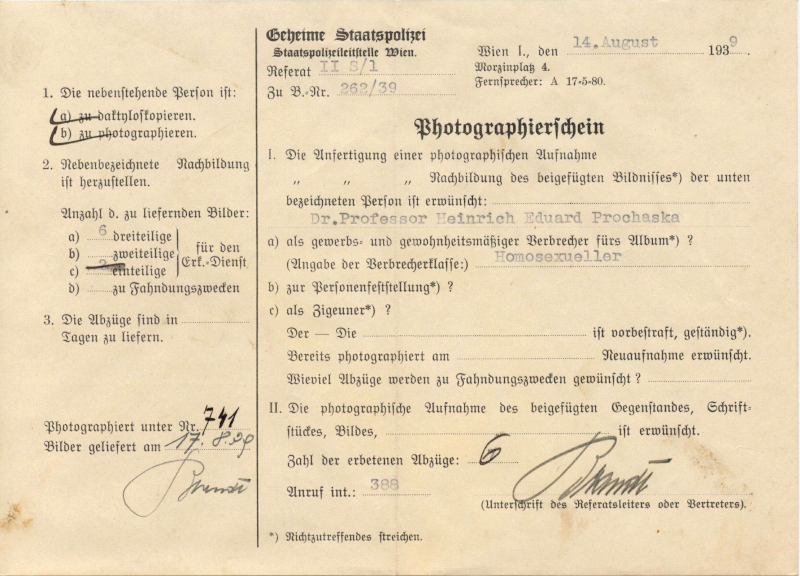 1. Die nebenstehende Person ist:
a) zu daktyloskopieren.
b) zu photographieren.
2. Nebenbezeichnete Nachbildung
ist herzustellen.
Anzahl d. zu liefernden Bilder:
a) 6 dreiteilige
b) zweiteilige
c) einteilige
für den
Erk.-Dienst
d) zu Fahndungszwecken
3. Die Abzüge sind in
Tagen zu liefern.
Photographiert unter Nr. 741
Bilder geliefert am 17.8.39
Brandt
Geheime Staatspolizei
Staatspolizeileitstelle Wien.
Referat II S/1
Zu B.-Nr. 262/39
Wien I., den 14. August 1939
Morzinplatz 4.
Fernsprecher: A 17-5-80.
Photographierschein
I. Die Anfertigung einer photographischen Aufnahme
„ „ „ Nachbildung des beigefügten Bildnisses*) der unten
bezeichneten Person ist erwünscht:
Dr.Professor Heinrich Eduard Prochaska
a) als gewerbs- und gewohnheitsmäßiger Verbrecher fürs Album*) ?
(Angabe der Verbrecherklasse:) Homosexueller
b) zur Personenfeststellung*) ?
c) als Zigeuner*) ?
Der — Die ist vorbestraft, geständig*).
Bereits photographiert am Neuaufnahme erwünscht.
Wieviel Abzüge werden zu Fahndungszwecken gewünscht ?
II. Die photographische Aufnahme des beigefügten Gegenstandes, Schrift-
stückes, Bildes, ist erwünscht.
Zahl der erbetenen Abzüge: 6
Anruf int.: 388
Brandt
(Unterschrift des Referatsleiters oder Vertreters).
*) Nichtzutreffendes streichen.